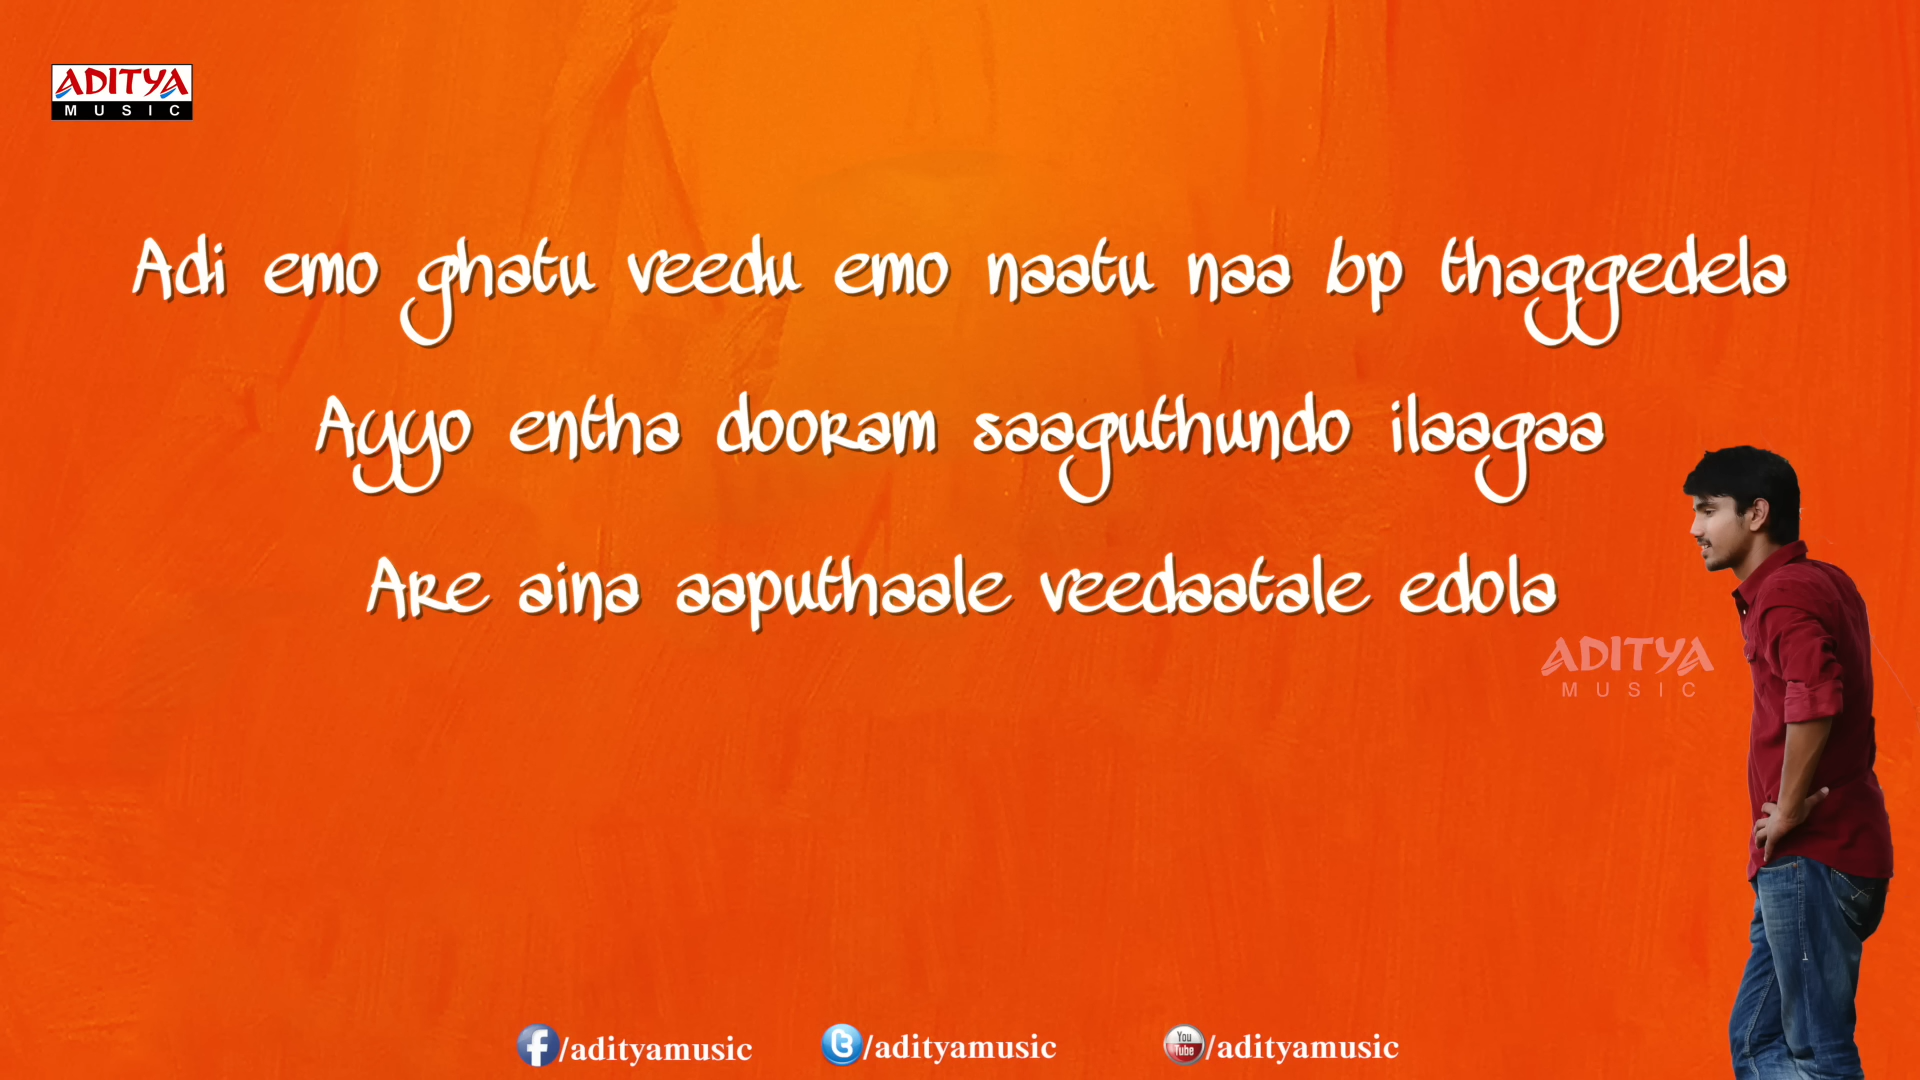 ADITYA
MUSIC
Adi emo ghatu veedu emo naatu naa bp thaggedela
Ayyo entha dooram saaguthundo ilaagaa
Are aina aaputhaale veedaatale edola
ADITYA
MUSIC
f/adityamusic
t/adityamusic
You Tube/adityamusic